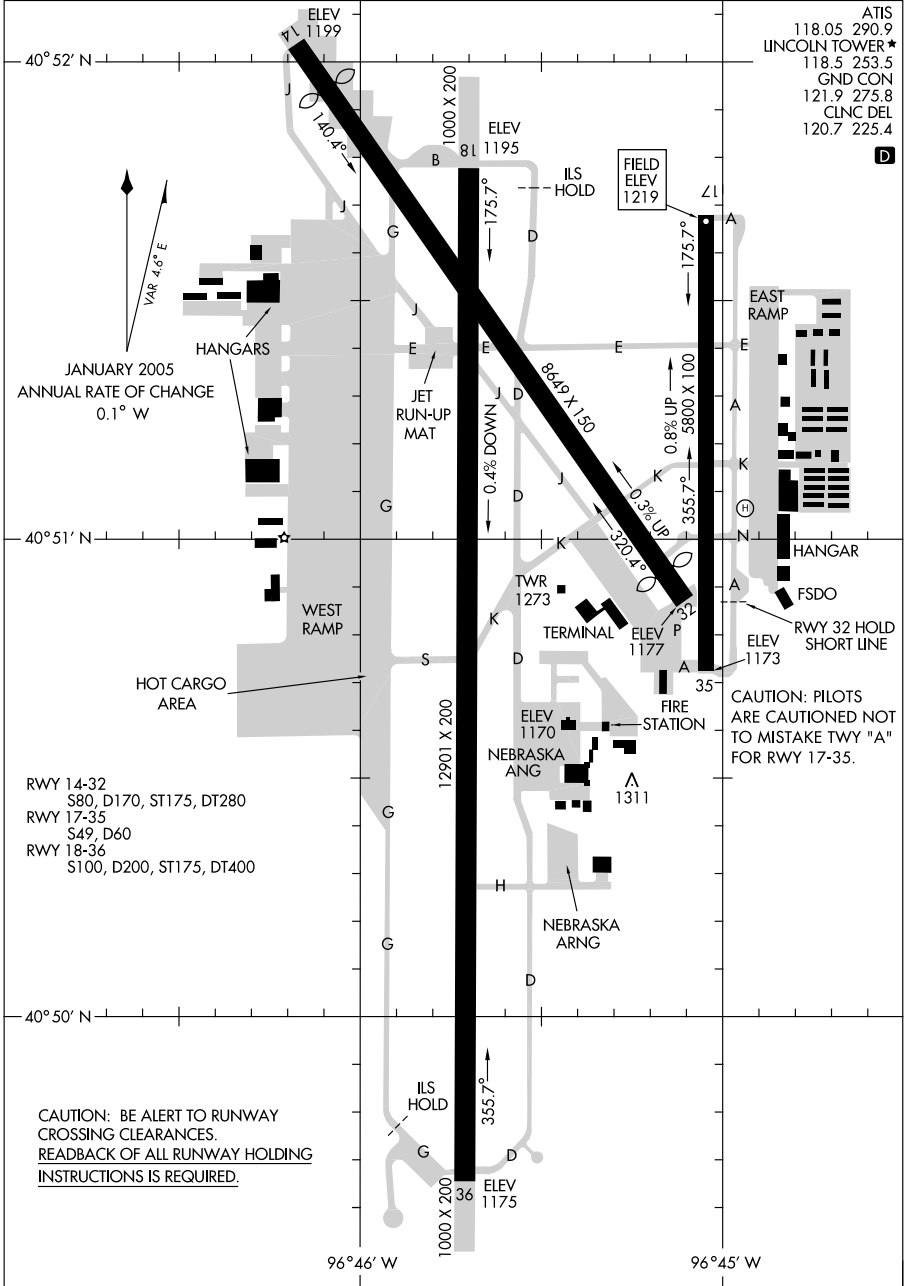 ELEV
1199
14
40°52' N
J
140.4°
1000 X 200
ELEV
1195
18
B
175.7°
ILS
HOLD
ATIS
118.05 290.9
LINCOLN TOWER★
118.5 253.5
GND CON
121.9 275.8
CLNC DEL
120.7 225.4
D
FIELD
ELEV
1219
17
A
175.7°
VAR 4.6° E
J
G
D
JANUARY 2005
ANNUAL RATE OF CHANGE
0.1° W
HANGARS
J
E
E
E
E
EAST
RAMP
JET
RUN-UP
MAT
J
D
8649 X 150
0.4% DOWN
0.8% UP
5800 X 100
A
J
K
K
0.3% UP
355.7°
G
D
H
40°51' N
K
320.4°
N
HANGAR
TWR
1273
A
FSDO
WEST
RAMP
K
TERMINAL
32
ELEV
1177
P
RWY 32 HOLD
SHORT LINE
S
D
A
ELEV
1173
35
HOT CARGO
AREA
12901 X 200
FIRE
STATION
ELEV
1170
NEBRASKA
ANG
1311
CAUTION: PILOTS
ARE CAUTIONED NOT
TO MISTAKE TWY "A"
FOR RWY 17-35.
RWY 14-32
S80, D170, ST175, DT280
RWY 17-35
S49, D60
RWY 18-36
S100, D200, ST175, DT400
G
H
NEBRASKA
ARNG
G
D
40°50' N
355.7°
ILS
HOLD
CAUTION: BE ALERT TO RUNWAY
CROSSING CLEARANCES.
READBACK OF ALL RUNWAY HOLDING
INSTRUCTIONS IS REQUIRED.
G
D
36
ELEV
1175
1000 X 200
96°46' W
96°45' W